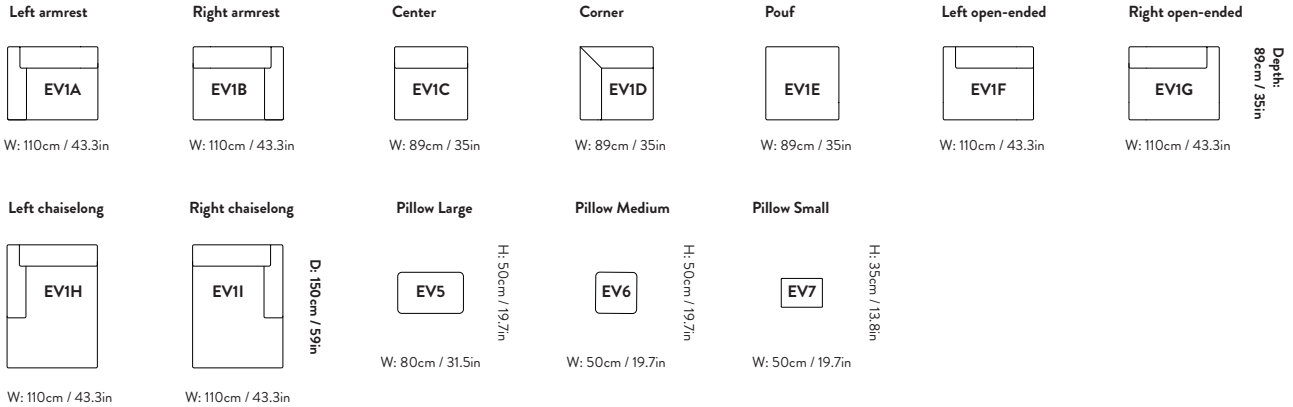 Left armrest
Right armrest
Center
Corner
Pouf
Left open-ended
Right open-ended
EV1A
EV1B
EV1C
EV1D
EV1E
EV1F
EV1G
Depth:
89cm / 35in
W: 110cm / 43.3in
W: 110cm / 43.3in
W: 89cm / 35in
W: 89cm / 35in
W: 89cm / 35in
W: 110cm / 43.3in
W: 110cm / 43.3in
Left chaiselong
Right chaiselong
Pillow Large
Pillow Medium
Pillow Small
EV1H
EV1I
D: 150cm / 59in
EV5
H: 50cm / 19.7in
EV6
H: 50cm / 19.7in
EV7
H: 35cm / 13.8in
W: 80cm / 31.5in
W: 50cm / 19.7in
W: 50cm / 19.7in
W: 110cm / 43.3in
W: 110cm / 43.3in